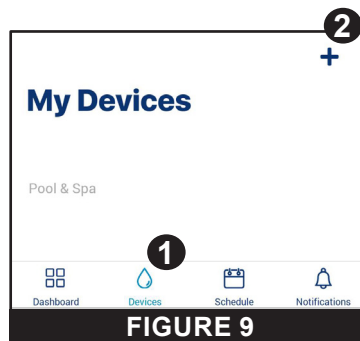 2
+
My Devices
Pool & Spa
1
Dashboard Devices Schedule Notifications
FIGURE 9